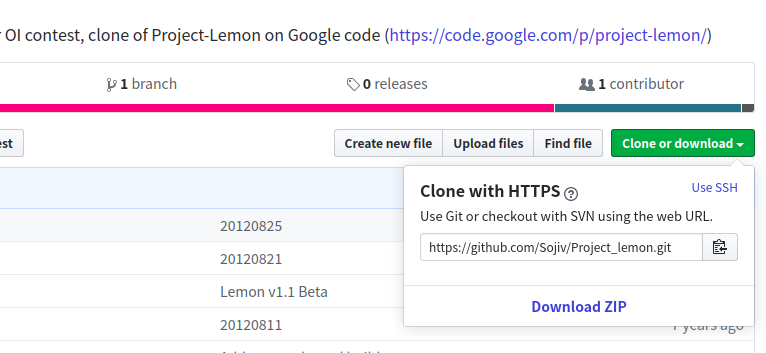 OI contest, clone of Project-Lemon on Google code (https://code.google.com/p/project-lemon/)
1 branch
0 releases
1 contributor
Create new file
Upload files
Find file
Clone or download
Clone with HTTPS ?
Use SSH
Use Git or checkout with SVN using the web URL.
https://github.com/Sojiv/Project_lemon.git
Download ZIP
20120825
20120821
Lemon v1.1 Beta
20120811
7 years ago